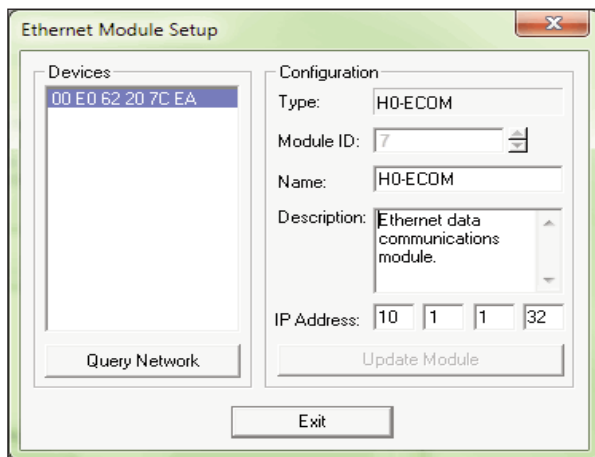 Ethernet Module Setup
Devices
00 E0 62 20 7C EA
Query Network
Configuration
Type: H0-ECOM
Module ID: 7
Name: H0-ECOM
Description: Ethernet data
communications
module.
IP Address: 10 1 1 32
Update Module
Exit